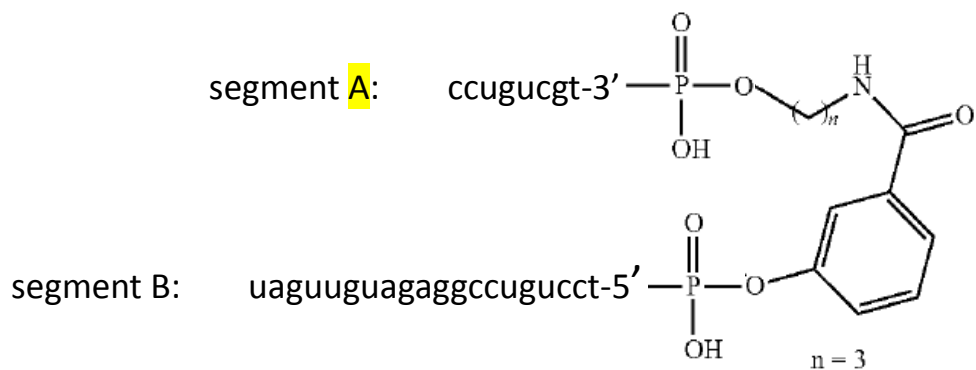 O
H
segment A: ccugucgt-3’ P O N
( )n O
OH
O
segment B: uaguuguagaggccugucct-5’ P O
OH
n = 3